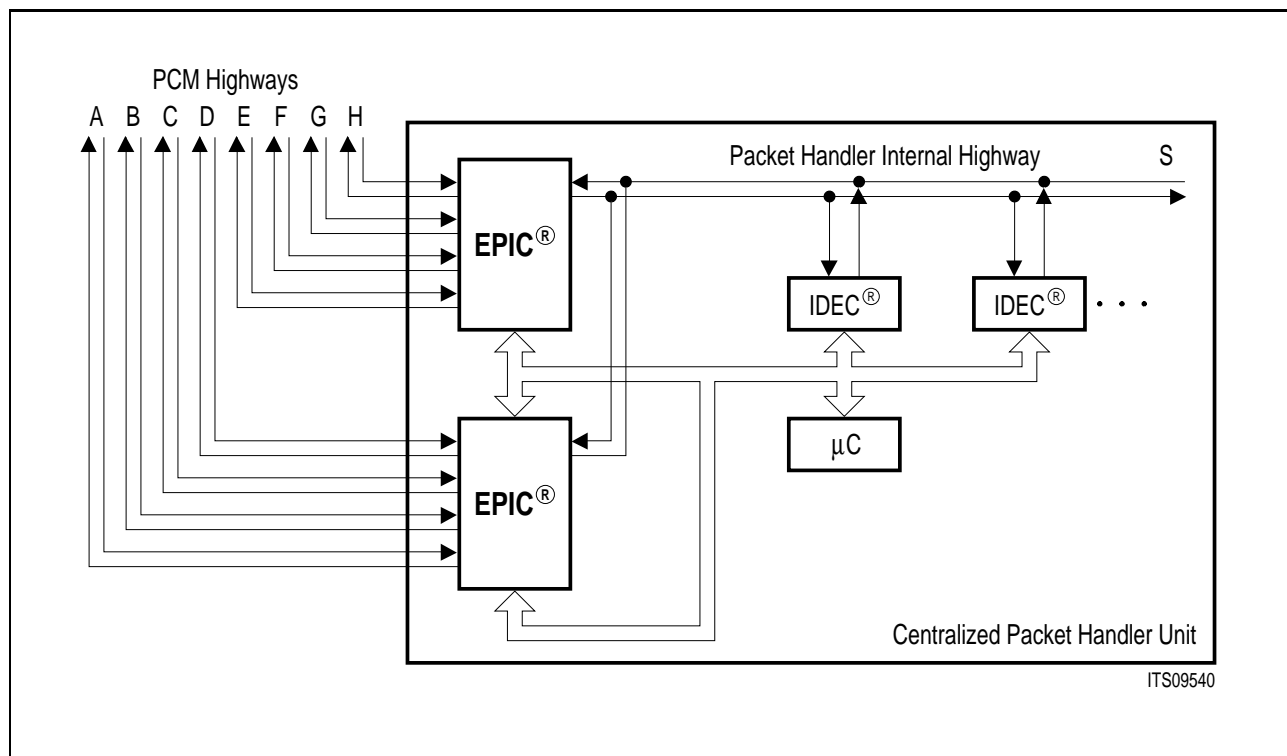 PCM Highways
A B C D E F G H
Packet Handler Internal Highway S
EPIC®
IDEC® IDEC® . . .
µC
EPIC®
Centralized Packet Handler Unit
ITS09540